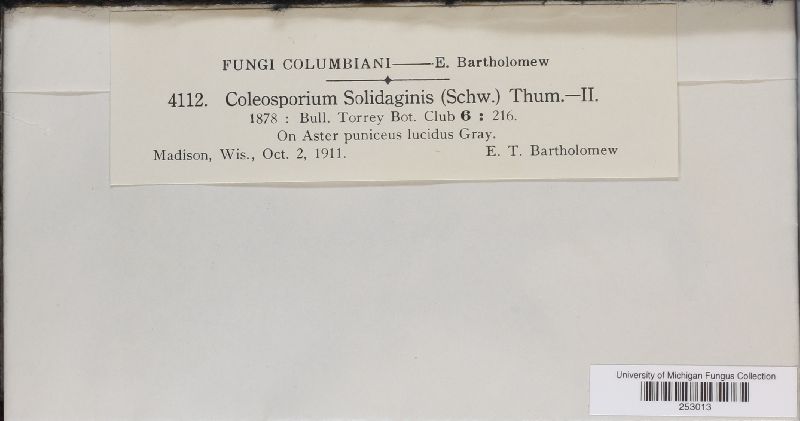 FUNGI COLUMBIANI——E. Bartholomew
4112. Coleosporium Solidaginis (Schw.) Thum.—II.
1878 : Bull. Torrey Bot. Club 6 : 216.
On Aster puniceus lucidus Gray.
Madison, Wis., Oct. 2, 1911. E. T. Bartholomew
University of Michigan Fungus Collection
253013